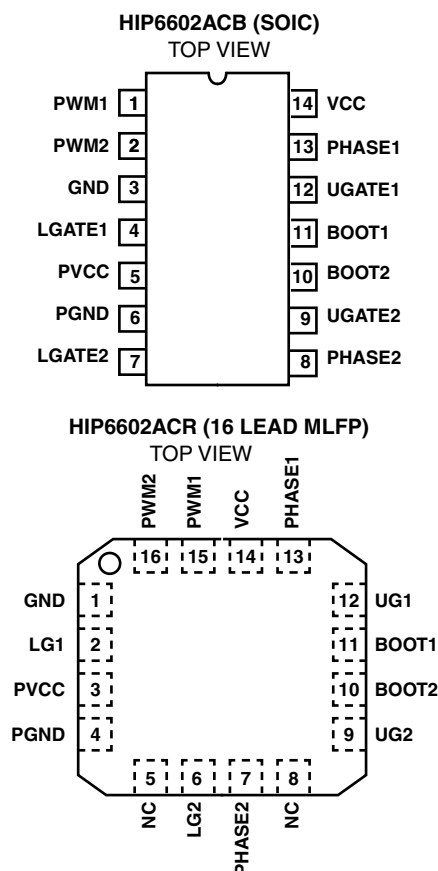 HIP6602ACB (SOIC)
TOP VIEW
PWM1 1 14 VCC
PWM2 2 13 PHASE1
GND 3 12 UGATE1
LGATE1 4 11 BOOT1
PVCC 5 10 BOOT2
PGND 6 9 UGATE2
LGATE2 7 8 PHASE2
HIP6602ACR (16 LEAD MLFP)
TOP VIEW
PWM2 PWM1 VCC PHASE1
16 15 14 13
GND 1 12 UG1
LG1 2 11 BOOT1
PVCC 3 10 BOOT2
PGND 4 9 UG2
5 6 7 8
NC LG2 PHASE2 NC